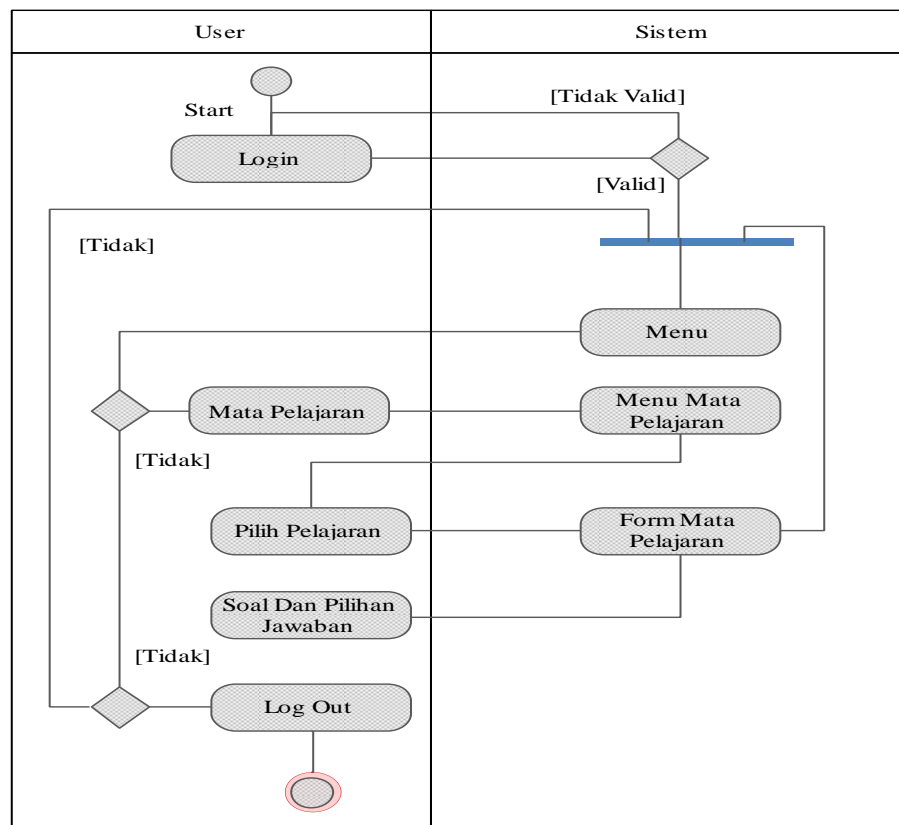 User
Sistem
Start
[Tidak Valid]
Login
[Valid]
[Tidak]
Menu
Mata Pelajaran
Menu Mata
Pelajaran
[Tidak]
Pilih Pelajaran
Form Mata
Pelajaran
Soal Dan Pilihan
Jawaban
[Tidak]
Log Out